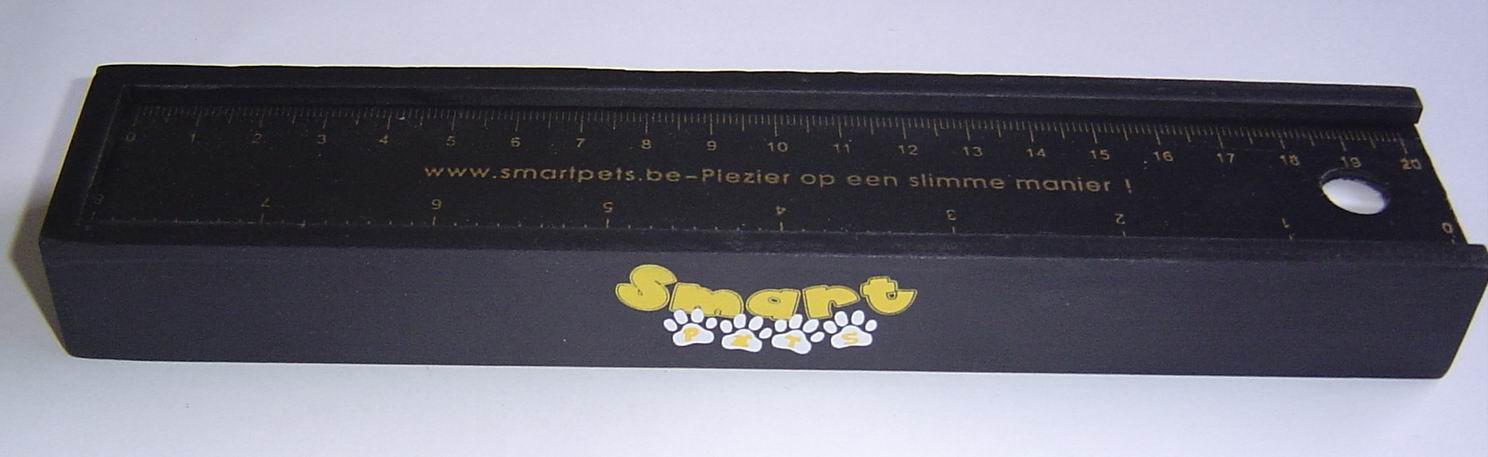 0 1 2 3 4 5 6 7 8 9 10 11 12 13 14 15 16 17 18 19 20
www.smartpets.be-Plezier op een slimme manier !
8 7 6 5 4 3 2 1 0
Smart
PETS